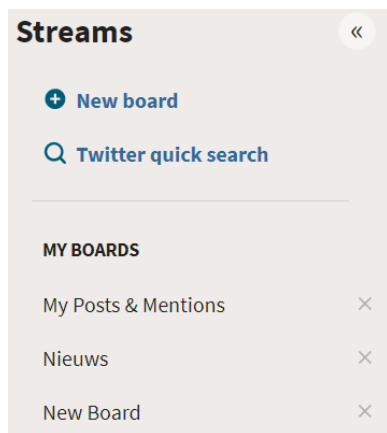 Streams «
New board
Twitter quick search
MY BOARDS
My Posts & Mentions
Nieuws
New Board